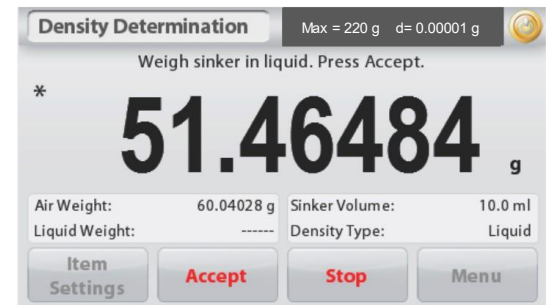 Density Determination Max = 220 g d= 0.00001 g
Weigh sinker in liquid. Press Accept.
*
51.46484 g
Air Weight: 60.04028 g Sinker Volume: 10.0 ml
Liquid Weight: ------ Density Type: Liquid
Item Settings Accept Stop Menu